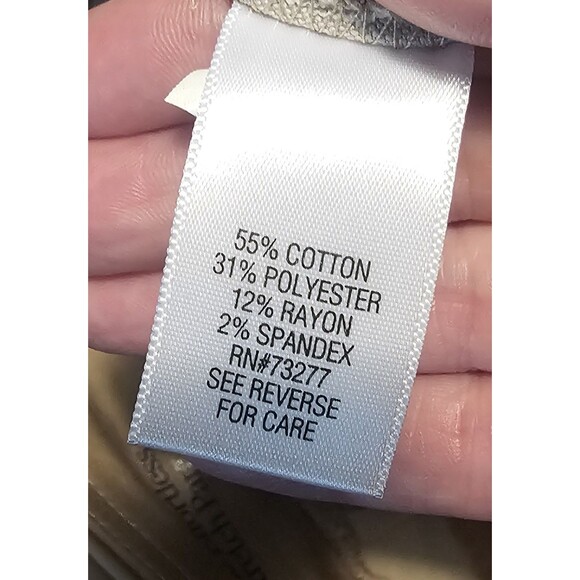 55% COTTON
31% POLYESTER
12% RAYON
2% SPANDEX
RN#73277
SEE REVERSE
FOR CARE